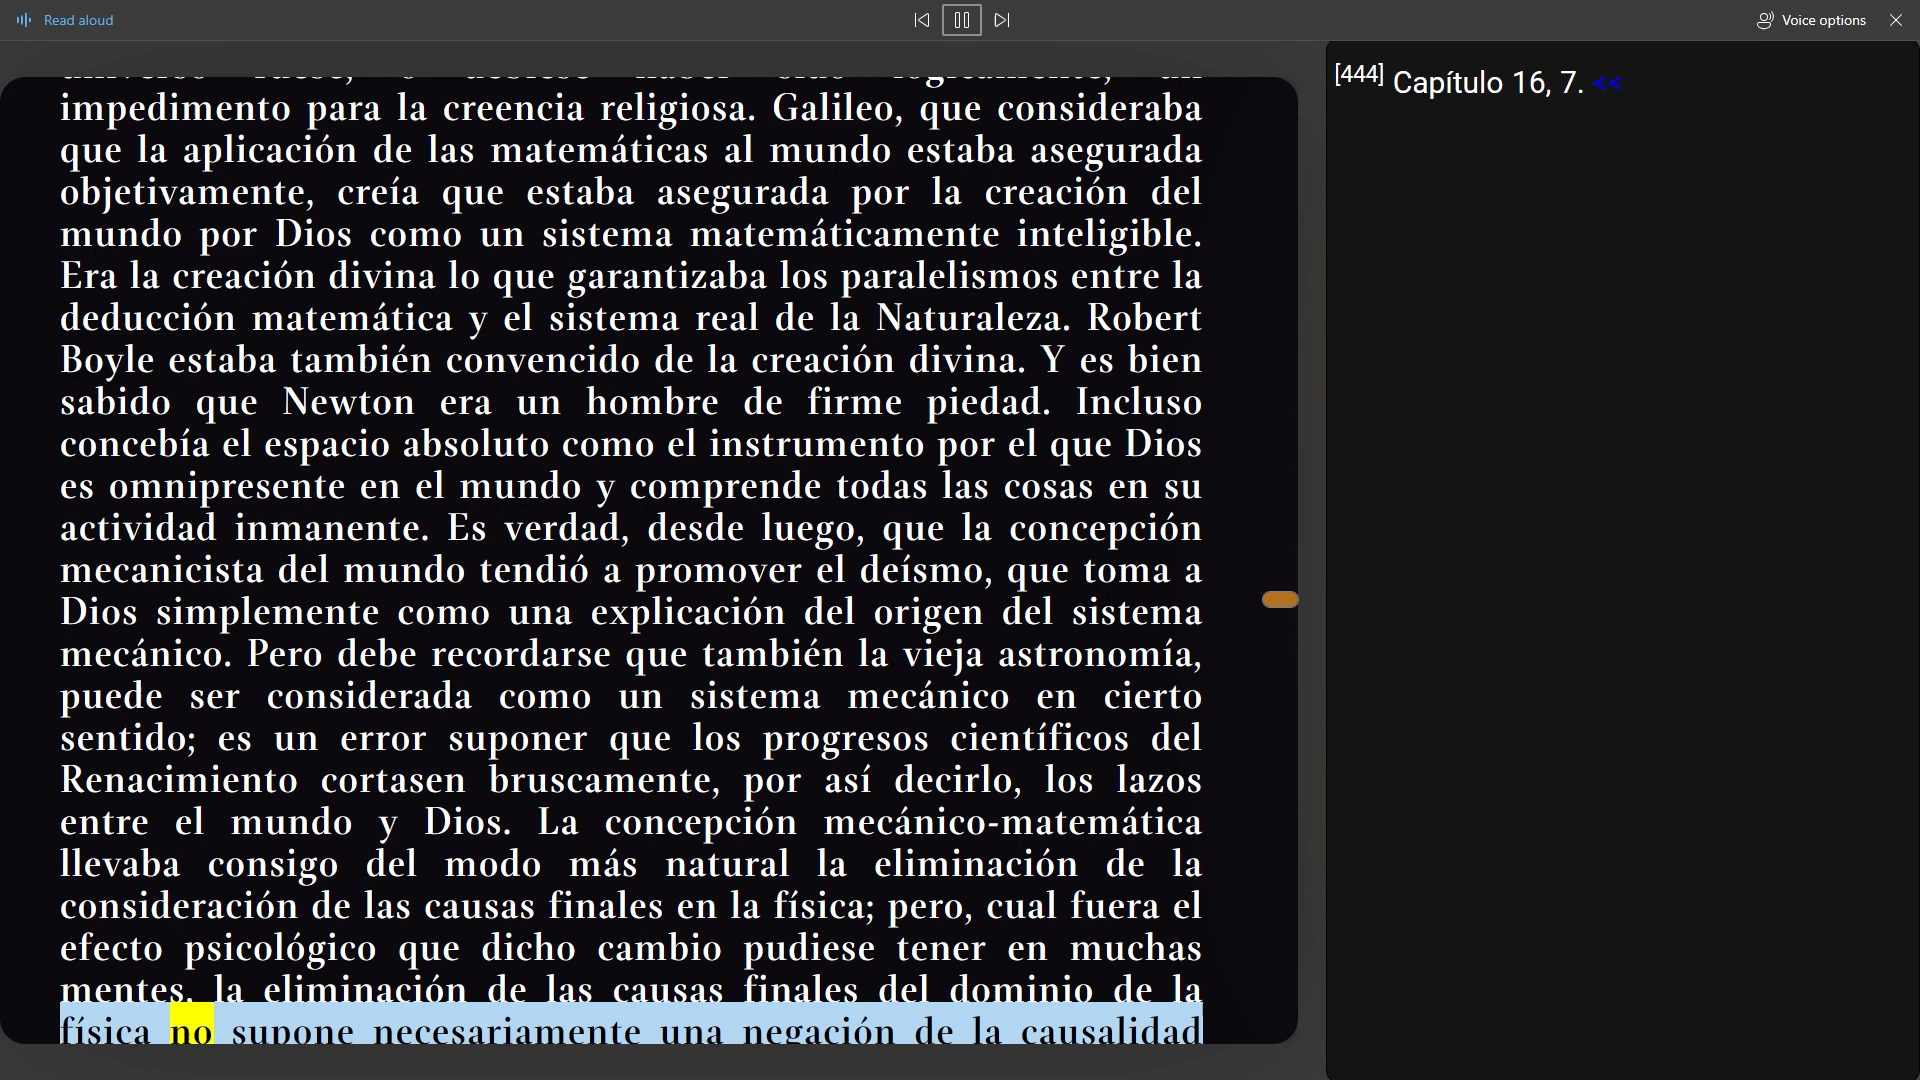 Read aloud
Voice options
impedimento para la creencia religiosa. Galileo, que consideraba
que la aplicación de las matemáticas al mundo estaba asegurada
objetivamente, creía que estaba asegurada por la creación del
mundo por Dios como un sistema matemáticamente inteligible.
Era la creación divina lo que garantizaba los paralelismos entre la
deducción matemática y el sistema real de la Naturaleza. Robert
Boyle estaba también convencido de la creación divina. Y es bien
sabido que Newton era un hombre de firme piedad. Incluso
concebía el espacio absoluto como el instrumento por el que Dios
es omnipresente en el mundo y comprende todas las cosas en su
actividad inmanente. Es verdad, desde luego, que la concepción
mecanicista del mundo tendió a promover el deísmo, que toma a
Dios simplemente como una explicación del origen del sistema
mecánico. Pero debe recordarse que también la vieja astronomía,
puede ser considerada como un sistema mecánico en cierto
sentido; es un error suponer que los progresos científicos del
Renacimiento cortasen bruscamente, por así decirlo, los lazos
entre el mundo y Dios. La concepción mecánico-matemática
llevaba consigo del modo más natural la eliminación de la
consideración de las causas finales en la física; pero, cual fuera el
efecto psicológico que dicho cambio pudiese tener en muchas
mentes, la eliminación de las causas finales del dominio de la
física no supone necesariamente una negación de la causalidad
[444] Capítulo 16, 7. <<